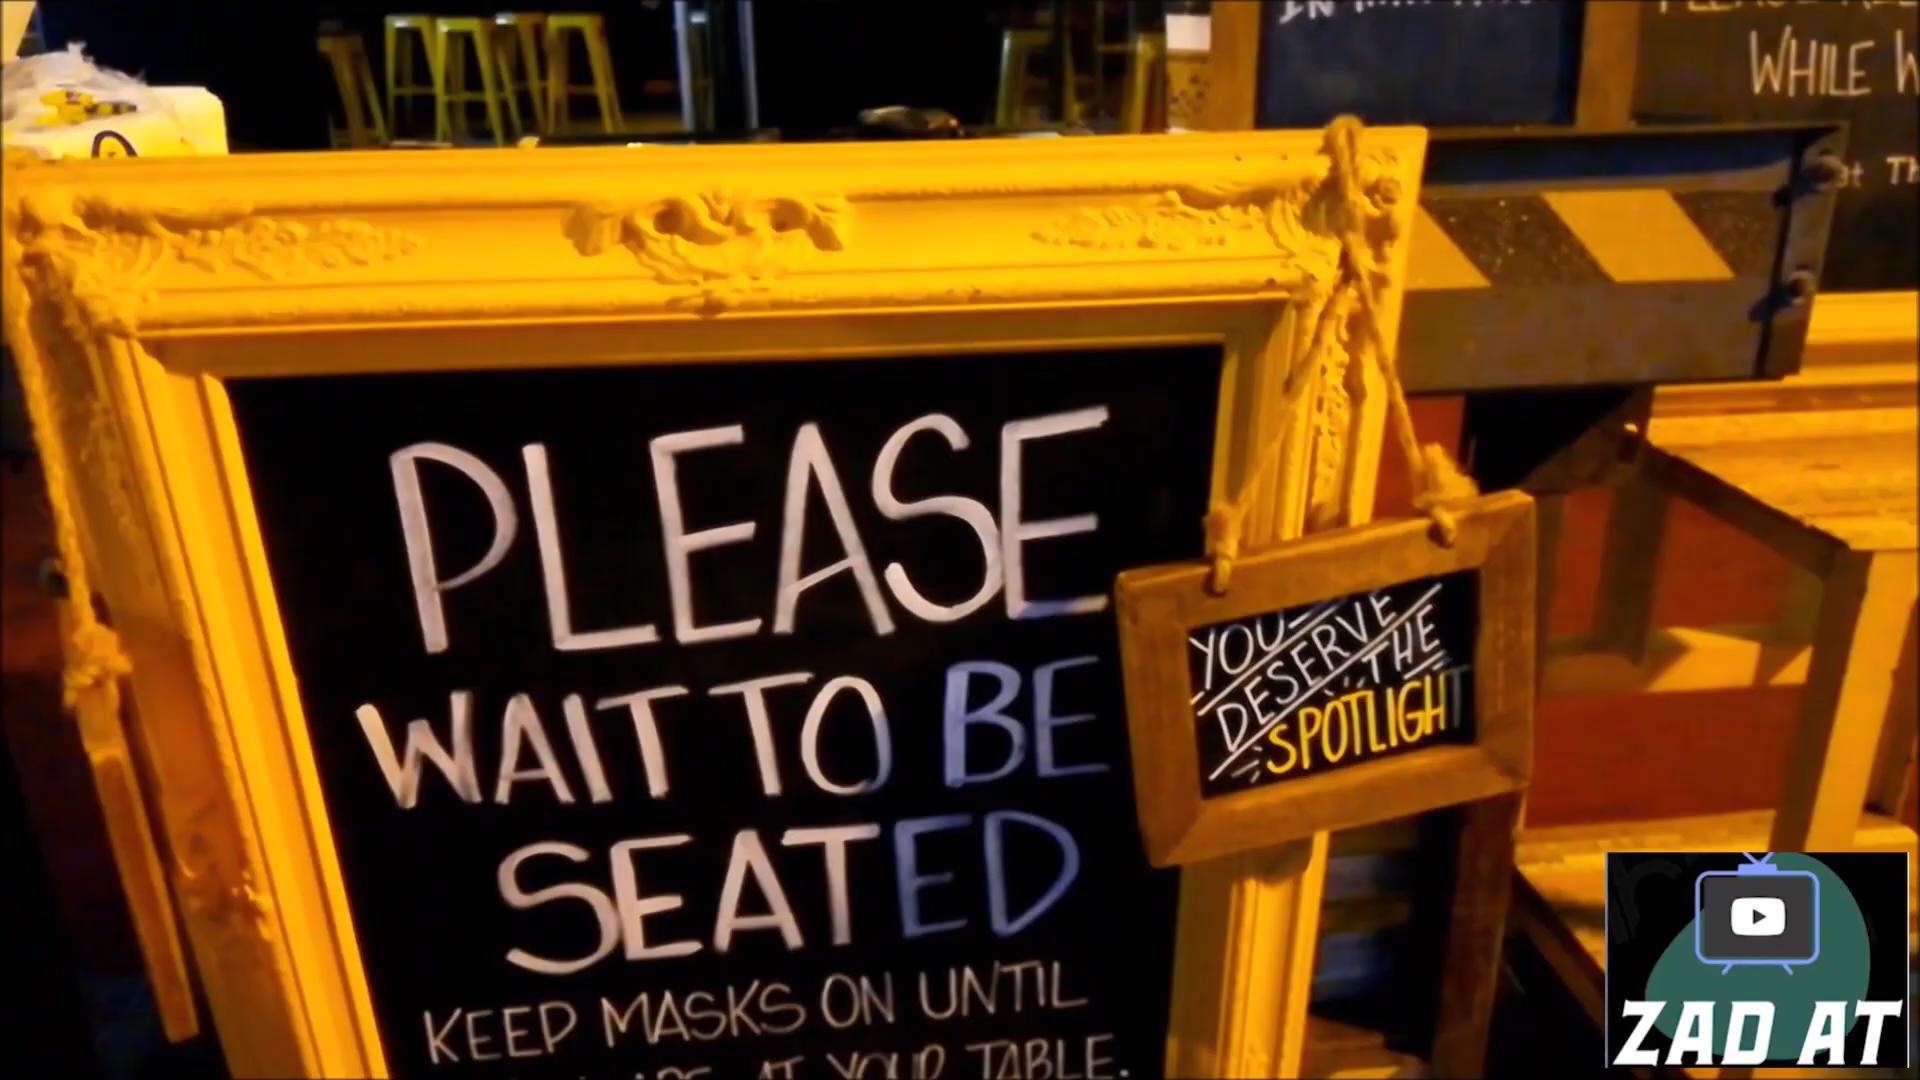 WHILE
PLEASE
WAIT TO BE
SEATED
KEEP MASKS ON UNTIL
AT YOUR TABLE.
YOU
DESERVE
THE
SPOTLIGHT
ZAD AT